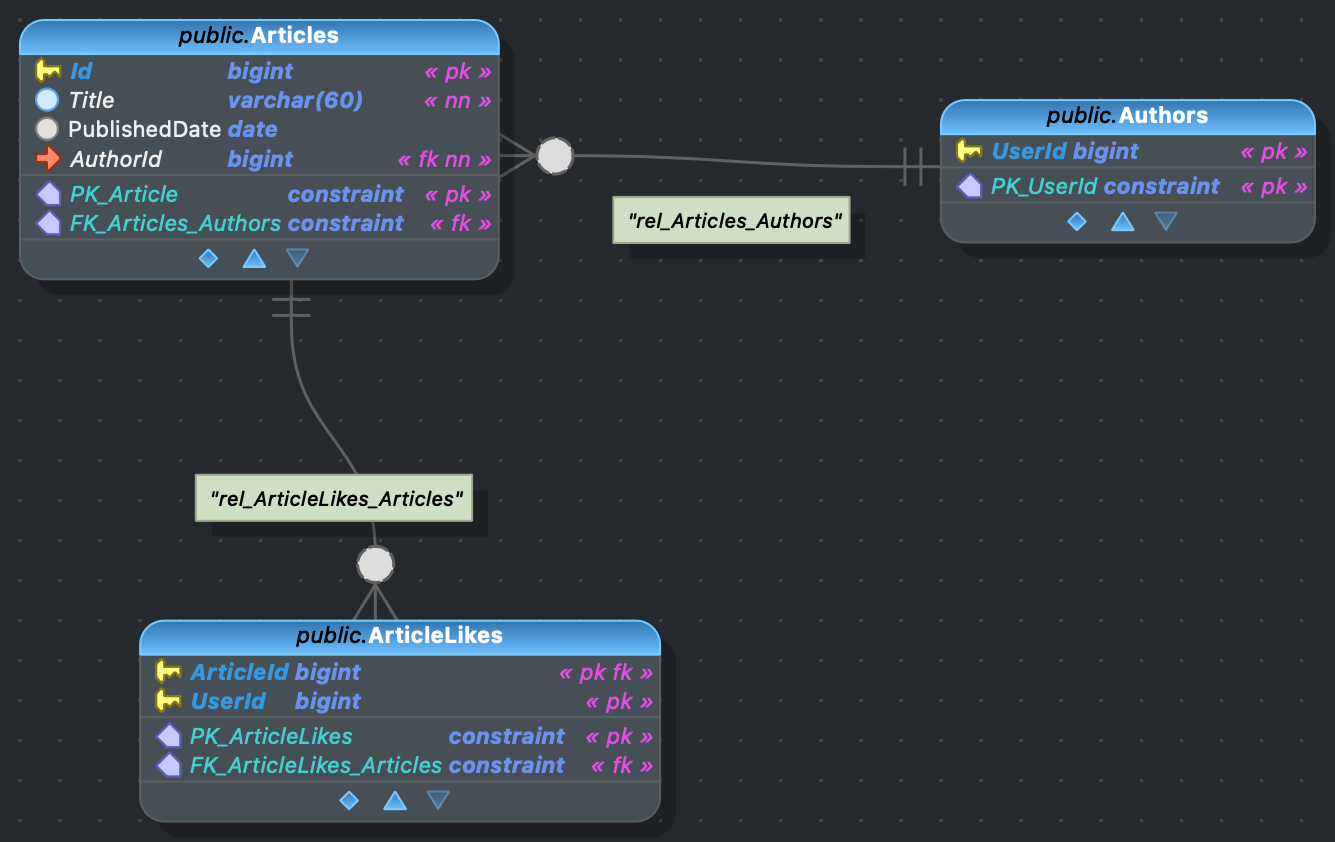 public.Articles
Id bigint « pk »
Title varchar(60) « nn »
PublishedDate date
AuthorId bigint « fk nn »
PK_Article constraint « pk »
FK_Articles_Authors constraint « fk »
public.Authors
UserId bigint « pk »
PK_UserId constraint « pk »
"rel_Articles_Authors"
"rel_ArticleLikes_Articles"
public.ArticleLikes
ArticleId bigint « pk fk »
UserId bigint « pk »
PK_ArticleLikes constraint « pk »
FK_ArticleLikes_Articles constraint « fk »